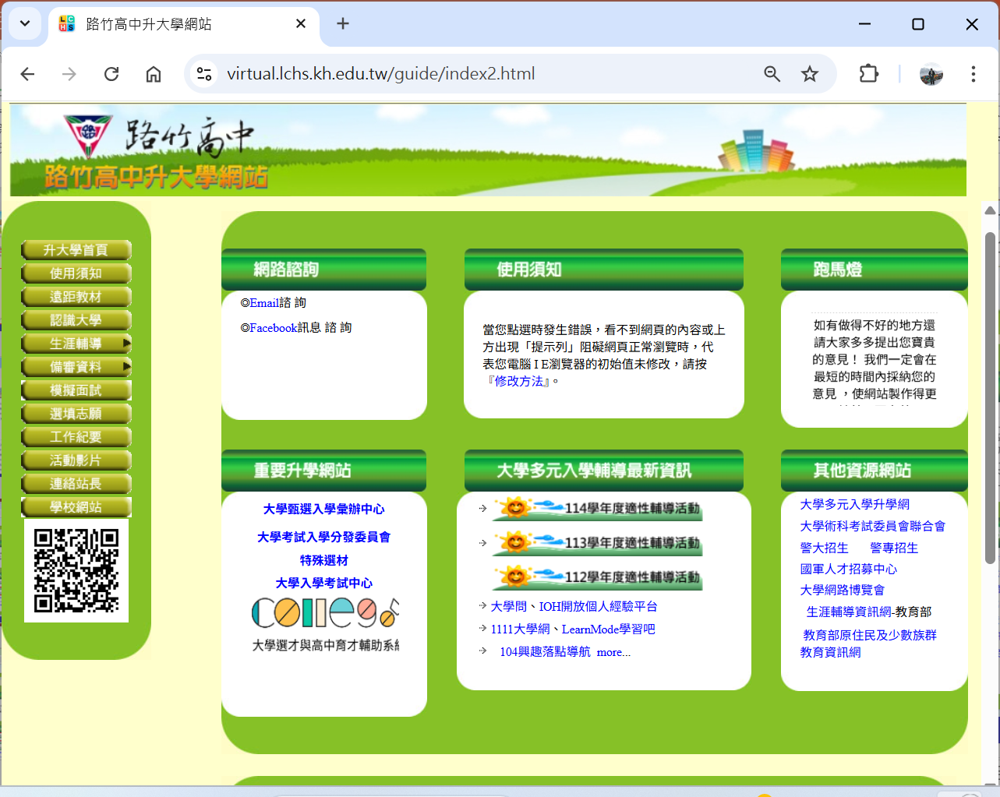 路竹高中升大學網站
virtual.lchs.kh.edu.tw/guide/index2.html
路竹高中
路竹高中升大學網站
升大學首頁
使用須知
遠距教材
認識大學
生涯輔導
備審資料
模擬面試
選填志願
工作紀要
活動影片
連絡站長
學校網站
網路諮詢
◎Email諮 詢
◎Facebook訊息 諮 詢
使用須知
當您點選時發生錯誤，看不到網頁的內容或上
方出現「提示列」阻礙網頁正常瀏覽時，代
表您電腦 I E瀏覽器的初始值未修改，請按
『修改方法』。
跑馬燈
如有做得不好的地方還
請大家多多提出您寶貴
的意見！ 我們一定會在
最短的時間內採納您的
意見 ，使網站製作得更
重要升學網站
大學甄選入學彙辦中心
大學考試入學分發委員會
特殊選材
大學入學考試中心
Colleg
大學選才與高中育才輔助系
大學多元入學輔導最新資訊
114學年度適性輔導活動
113學年度適性輔導活動
112學年度適性輔導活動
大學問、IOH開放個人經驗平台
1111大學網、LearnMode學習吧
104興趣落點導航 more...
其他資源網站
大學多元入學升學網
大學術科考試委員會聯合會
警大招生 警專招生
國軍人才招募中心
大學網路博覽會
生涯輔導資訊網-教育部
教育部原住民及少數族群
教育資訊網